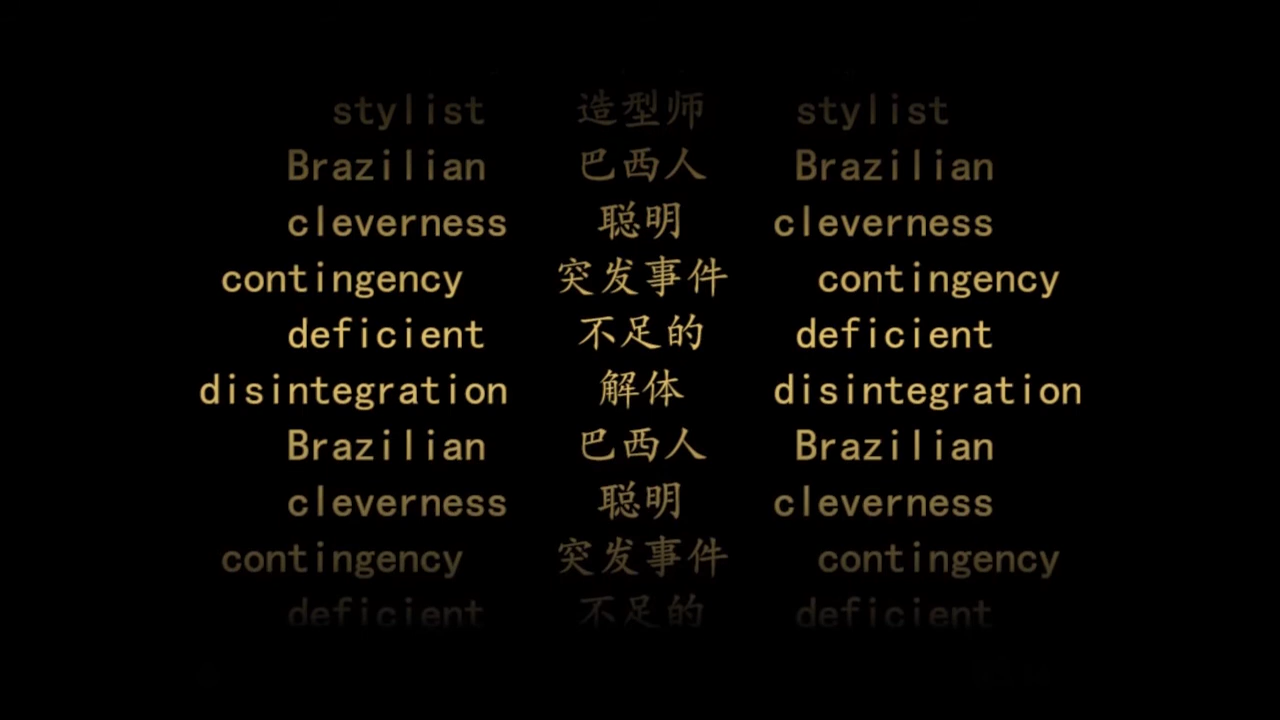 stylist 造型师 stylist
Brazilian 巴西人 Brazilian
cleverness 聪明 cleverness
contingency 突发事件 contingency
deficient 不足的 deficient
disintegration 解体 disintegration
Brazilian 巴西人 Brazilian
cleverness 聪明 cleverness
contingency 突发事件 contingency
deficient 不足的 deficient